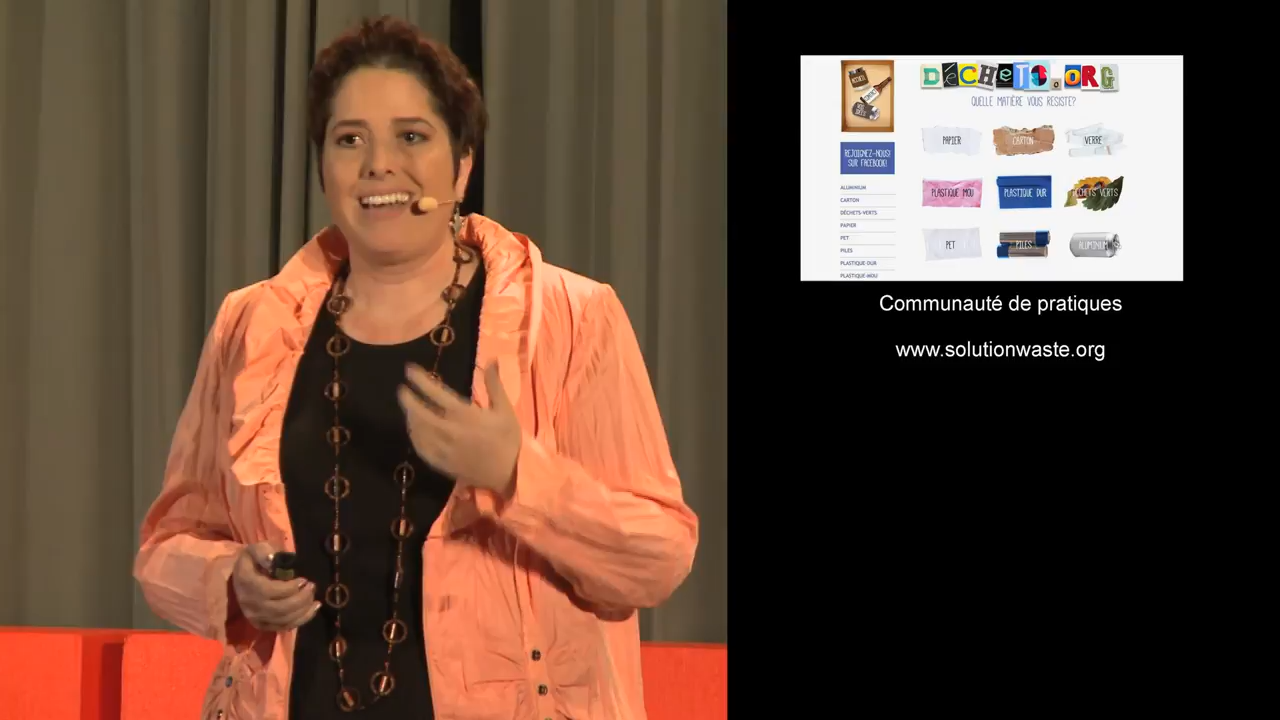 DÉCHETS.ORG
QUELLE MATIÈRE VOUS RESISTE?
REJOIGNEZ-NOUS!
SUR FACEBOOK!
PAPIER
CARTON
VERRE
PLASTIQUE MOU
PLASTIQUE DUR
DÉCHETS VERTS
PET
PILES
ALUMINIUM
ALUMINIUM
CARTON
DÉCHETS-VERTS
PAPIER
PET
PILES
PLASTIQUE-DUR
PLASTIQUE-MOU
Communauté de pratiques
www.solutionwaste.org